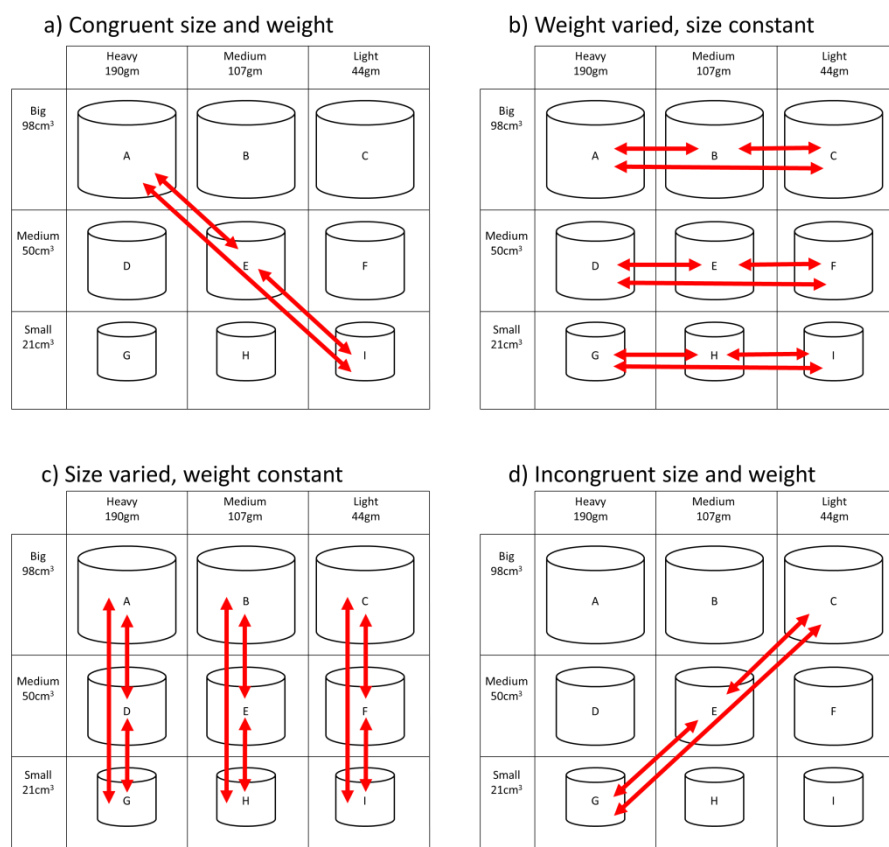 a) Congruent size and weight
Heavy
190gm
Medium
107gm
Light
44gm
Big
98cm³
A
B
C
Medium
50cm³
D
E
F
Small
21cm³
G
H
I
b) Weight varied, size constant
Heavy
190gm
Medium
107gm
Light
44gm
Big
98cm³
A
B
C
Medium
50cm³
D
E
F
Small
21cm³
G
H
I
c) Size varied, weight constant
Heavy
190gm
Medium
107gm
Light
44gm
Big
98cm³
A
B
C
Medium
50cm³
D
E
F
Small
21cm³
G
H
I
d) Incongruent size and weight
Heavy
190gm
Medium
107gm
Light
44gm
Big
98cm³
A
B
C
Medium
50cm³
D
E
F
Small
21cm³
G
H
I